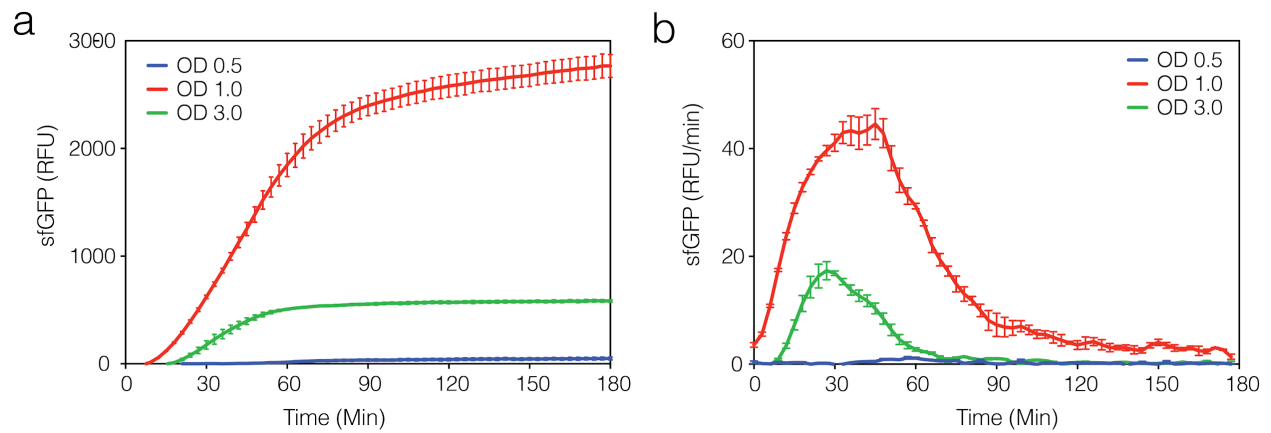 a
3000
2000
1000
0
sfGFP (RFU)
OD 0.5
OD 1.0
OD 3.0
0 30 60 90 120 150 180
Time (Min)
b
60
40
20
0
sfGFP (RFU/min)
OD 0.5
OD 1.0
OD 3.0
0 30 60 90 120 150 180
Time (Min)